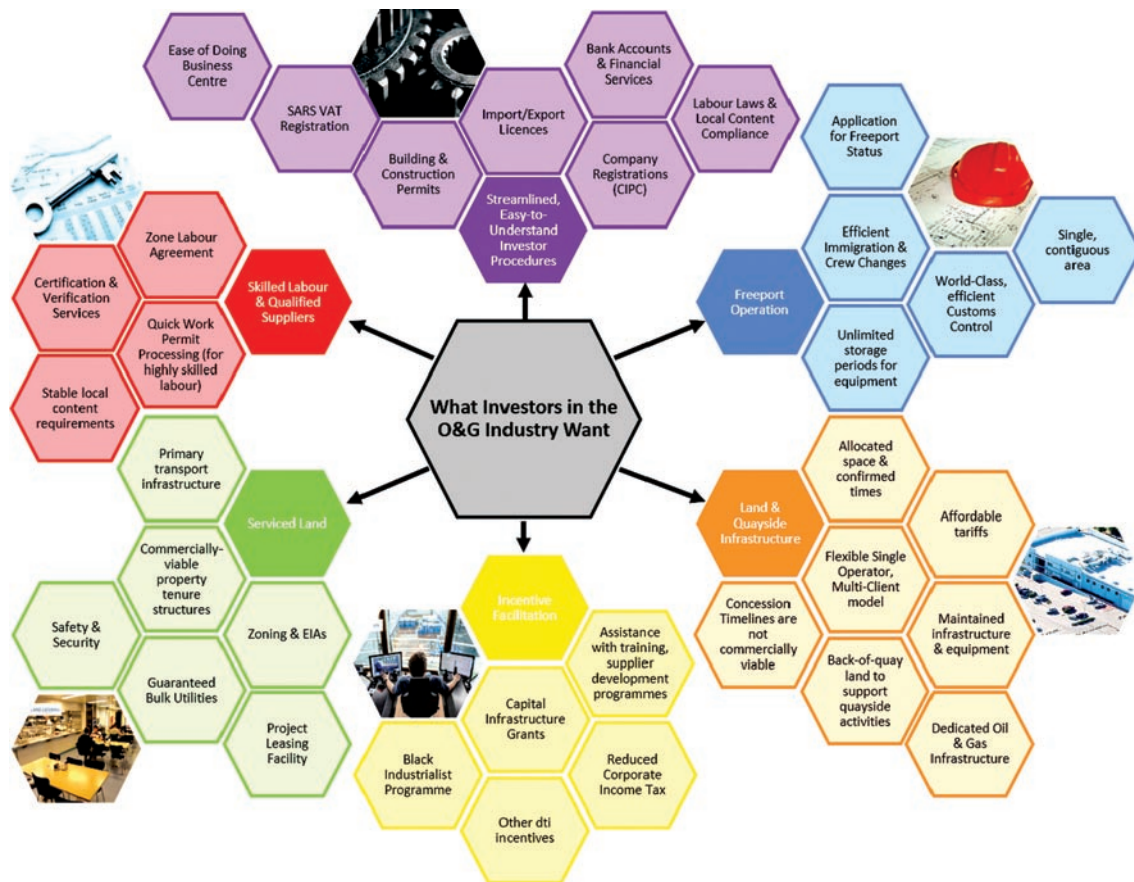 Ease of Doing
Business
Centre
SARS VAT
Registration
Building &
Construction
Permits
Import/Export
Licences
Bank Accounts
& Financial
Services
Company
Registrations
(CIPC)
Labour Laws &
Local Content
Compliance
Streamlined,
Easy-to-
Understand
Investor
Procedures
Application
for Freeport
Status
Efficient
Immigration &
Crew Changes
Single,
contiguous
area
World-Class,
efficient
Customs
Control
Unlimited
storage
periods for
equipment
Freeport
Operation
Zone Labour
Agreement
Certification &
Verification
Services
Quick Work
Permit
Processing (for
highly skilled
labour)
Stable local
content
requirements
Skilled Labour
& Qualified
Suppliers
What Investors in the
O&G Industry Want
Primary
transport
infrastructure
Serviced Land
Commercially-
viable
property
tenure
structures
Safety &
Security
Zoning & EIAs
Guaranteed
Bulk Utilities
Project
Leasing
Facility
Incentive
Facilitation
Assistance
with training,
supplier
development
programmes
Capital
Infrastructure
Grants
Black
Industrialist
Programme
Reduced
Corporate
Income Tax
Other dti
incentives
Land &
Quayside
Infrastructure
Allocated
space &
confirmed
times
Affordable
tariffs
Flexible Single
Operator,
Multi-Client
model
Concession
Timelines are
not
commercially
viable
Maintained
infrastructure
& equipment
Back-of-quay
land to
support
quayside
activities
Dedicated Oil
& Gas
Infrastructure